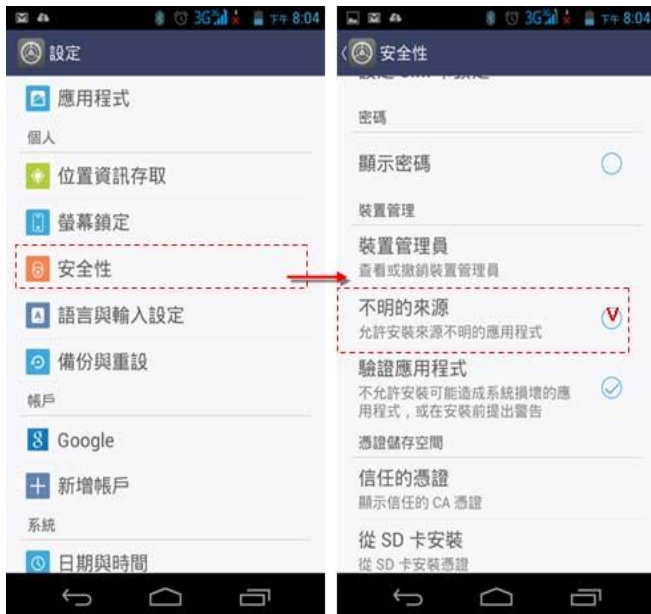 3G
下午 8:04
設定
應用程式
個人
位置資訊存取
螢幕鎖定
安全性
語言與輸入設定
備份與重設
帳戶
Google
新增帳戶
系統
日期與時間
3G
下午 8:04
安全性
密碼
顯示密碼
裝置管理
裝置管理員
查看或撤銷裝置管理員
不明的來源
允許安裝來源不明的應用程式
V
驗證應用程式
不允許安裝可能造成系統損壞的應
用程式，或在安裝前提出警告
憑證儲存空間
信任的憑證
顯示信任的 CA 憑證
從 SD 卡安裝
從 SD 卡安裝憑證